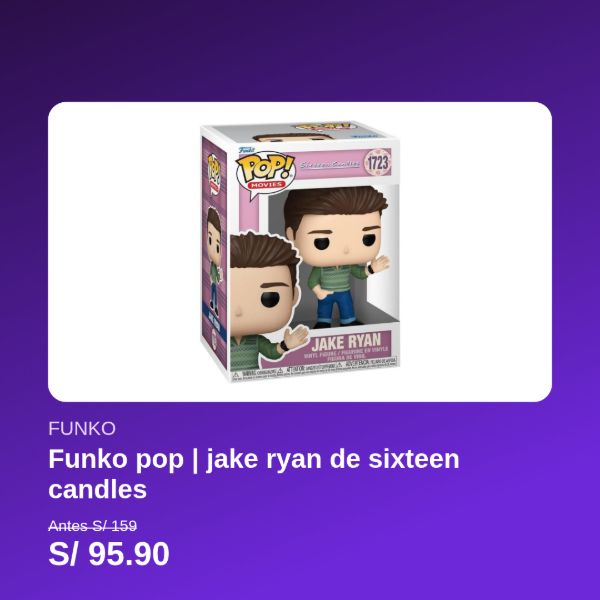 Funko
POP!
MOVIES
Sixteen Candles
1723
JAKE RYAN
VINYL FIGURE / FIGURINE EN VINYLE
FIGURA DE VINIL
FUNKO
Funko pop | jake ryan de sixteen
candles
Antes S/ 159
S/ 95.90